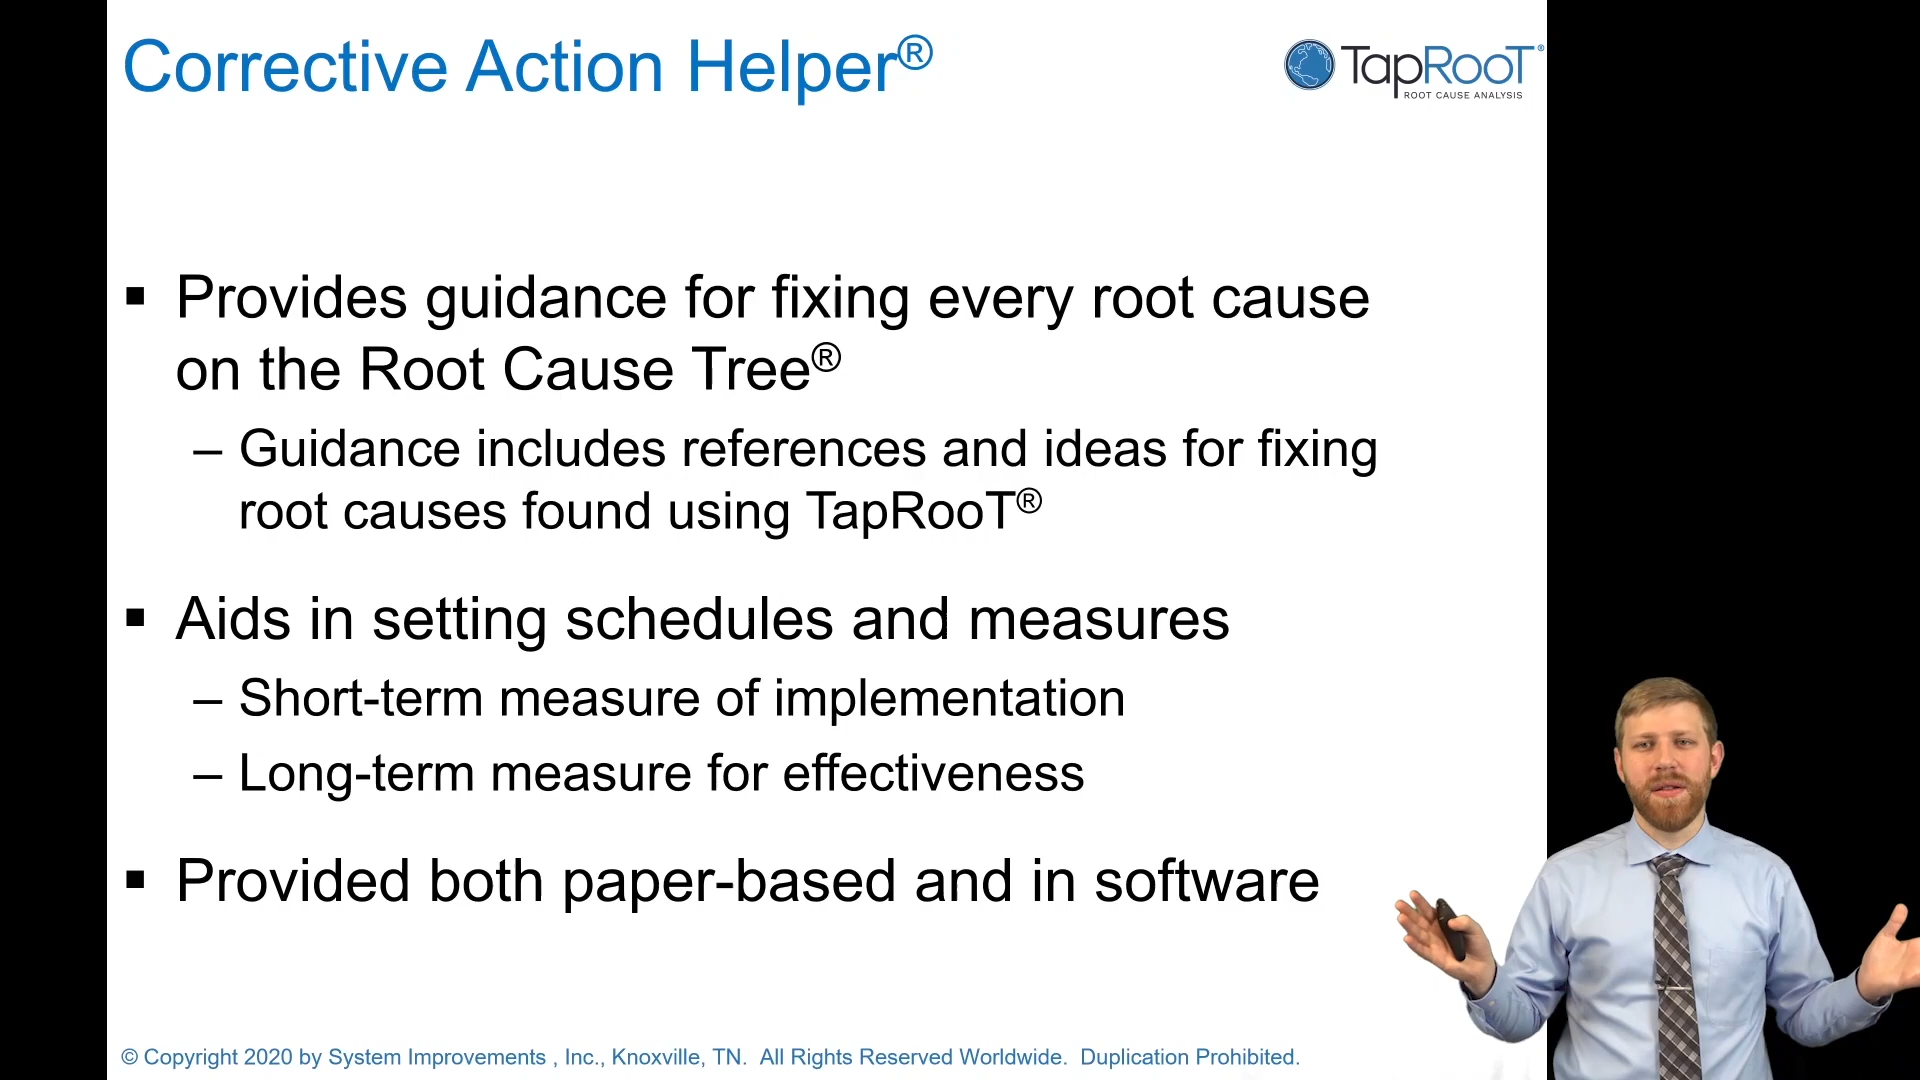 Corrective Action Helper®
TapRooT®
ROOT CAUSE ANALYSIS
▪ Provides guidance for fixing every root cause
on the Root Cause Tree®
– Guidance includes references and ideas for fixing
root causes found using TapRooT®
▪ Aids in setting schedules and measures
– Short-term measure of implementation
– Long-term measure for effectiveness
▪ Provided both paper-based and in software
© Copyright 2020 by System Improvements , Inc., Knoxville, TN.  All Rights Reserved Worldwide.  Duplication Prohibited.